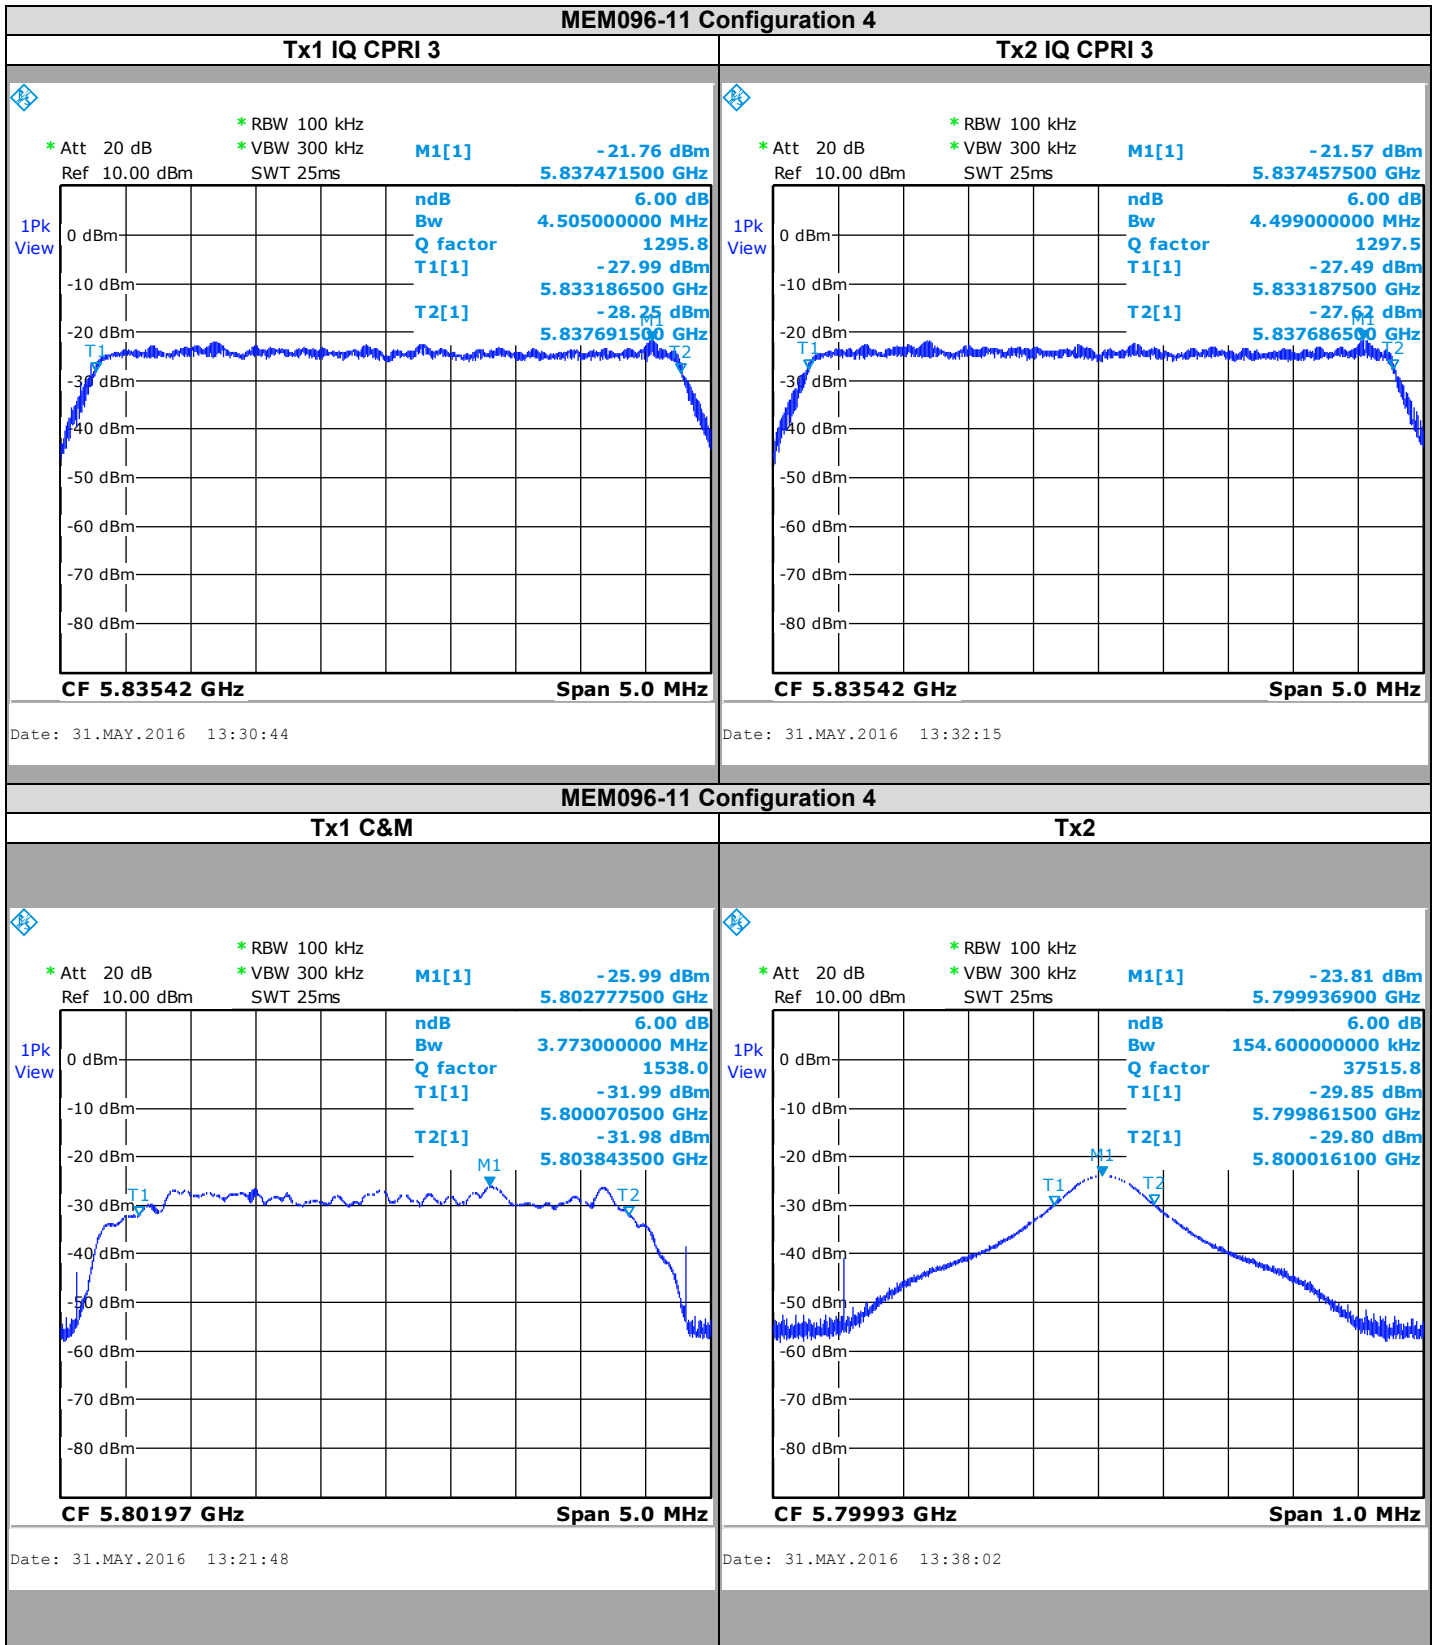 MEM096-11 Configuration 4
Tx1 IQ CPRI 3
* RBW 100 kHz
* Att 20 dB * VBW 300 kHz M1[1] -21.76 dBm
Ref 10.00 dBm SWT 25ms 5.837471500 GHz
ndB 6.00 dB
1Pk Bw 4.505000000 MHz
View 0 dBm Q factor 1295.8
T1[1] -27.99 dBm
-10 dBm 5.833186500 GHz
T2[1] -28.25 dBm
M1
-20 dBm 5.837691500 GHz
T1 T2
-30 dBm
-40 dBm
-50 dBm
-60 dBm
-70 dBm
-80 dBm
CF 5.83542 GHz Span 5.0 MHz
Date: 31.MAY.2016 13:30:44
Tx2 IQ CPRI 3
* RBW 100 kHz
* Att 20 dB * VBW 300 kHz M1[1] -21.57 dBm
Ref 10.00 dBm SWT 25ms 5.837457500 GHz
ndB 6.00 dB
1Pk Bw 4.499000000 MHz
View 0 dBm Q factor 1297.5
T1[1] -27.49 dBm
-10 dBm 5.833187500 GHz
T2[1] -27.62 dBm
M1
-20 dBm 5.837686500 GHz
T1 T2
-30 dBm
-40 dBm
-50 dBm
-60 dBm
-70 dBm
-80 dBm
CF 5.83542 GHz Span 5.0 MHz
Date: 31.MAY.2016 13:32:15
MEM096-11 Configuration 4
Tx1 C&M
* RBW 100 kHz
* Att 20 dB * VBW 300 kHz M1[1] -25.99 dBm
Ref 10.00 dBm SWT 25ms 5.802777500 GHz
ndB 6.00 dB
1Pk Bw 3.773000000 MHz
View 0 dBm Q factor 1538.0
T1[1] -31.99 dBm
-10 dBm 5.800070500 GHz
T2[1] -31.98 dBm
-20 dBm 5.803843500 GHz
M1
T1 T2
-30 dBm
-40 dBm
-50 dBm
-60 dBm
-70 dBm
-80 dBm
CF 5.80197 GHz Span 5.0 MHz
Date: 31.MAY.2016 13:21:48
Tx2
* RBW 100 kHz
* Att 20 dB * VBW 300 kHz M1[1] -23.81 dBm
Ref 10.00 dBm SWT 25ms 5.799936900 GHz
ndB 6.00 dB
1Pk Bw 154.600000000 kHz
View 0 dBm Q factor 37515.8
T1[1] -29.85 dBm
-10 dBm 5.799861500 GHz
T2[1] -29.80 dBm
-20 dBm M1 5.800016100 GHz
T1 T2
-30 dBm
-40 dBm
-50 dBm
-60 dBm
-70 dBm
-80 dBm
CF 5.79993 GHz Span 1.0 MHz
Date: 31.MAY.2016 13:38:02